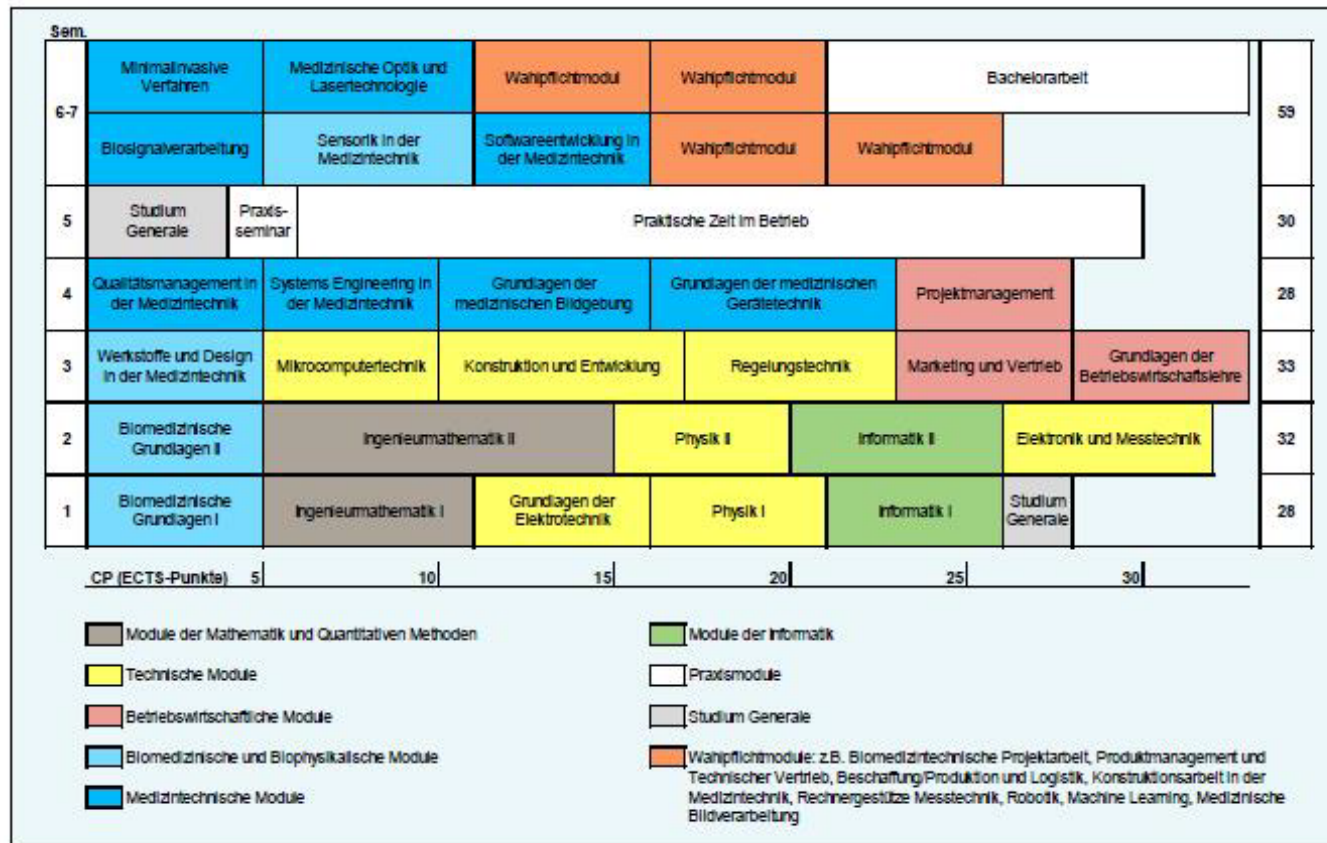 Sem.
Minimalinvasive
Verfahren
Medizinische Optik und
Lasertechnologie
Wahlpflichtmodul
Wahlpflichtmodul
Bachelorarbeit
6-7
59
Biosignalverarbeitung
Sensorik in der
Medizintechnik
Softwareentwicklung in
der Medizintechnik
Wahlpflichtmodul
Wahlpflichtmodul
5
Studium
Generale
Praxis-
seminar
Praktische Zeit im Betrieb
30
4
Qualitätsmanagement in
der Medizintechnik
Systems Engineering in
der Medizintechnik
Grundlagen der
medizinischen Bildgebung
Grundlagen der medizinischen
Gerätetechnik
Projektmanagement
28
3
Werkstoffe und Design
in der Medizintechnik
Mikrocomputertechnik
Konstruktion und Entwicklung
Regelungstechnik
Marketing und Vertrieb
Grundlagen der
Betriebswirtschaftslehre
33
2
Biomedizinische
Grundlagen II
Ingenieurmathematik II
Physik II
Informatik II
Elektronik und Messtechnik
32
1
Biomedizinische
Grundlagen I
Ingenieurmathematik I
Grundlagen der
Elektrotechnik
Physik I
Informatik I
Studium
Generale
28
CP (ECTS-Punkte) 5 10 15 20 25 30
Module der Mathematik und Quantitativen Methoden
Technische Module
Betriebswirtschaftliche Module
Biomedizinische und Biophysikalische Module
Medizintechnische Module
Module der Informatik
Praxismodule
Studium Generale
Wahlpflichtmodule: z.B. Biomedizintechnische Projektarbeit, Produktmanagement und
Technischer Vertrieb, Beschaffung/Produktion und Logistik, Konstruktionsarbeit in der
Medizintechnik, Rechnergestütze Messtechnik, Robotik, Machine Learning, Medizinische
Bildverarbeitung